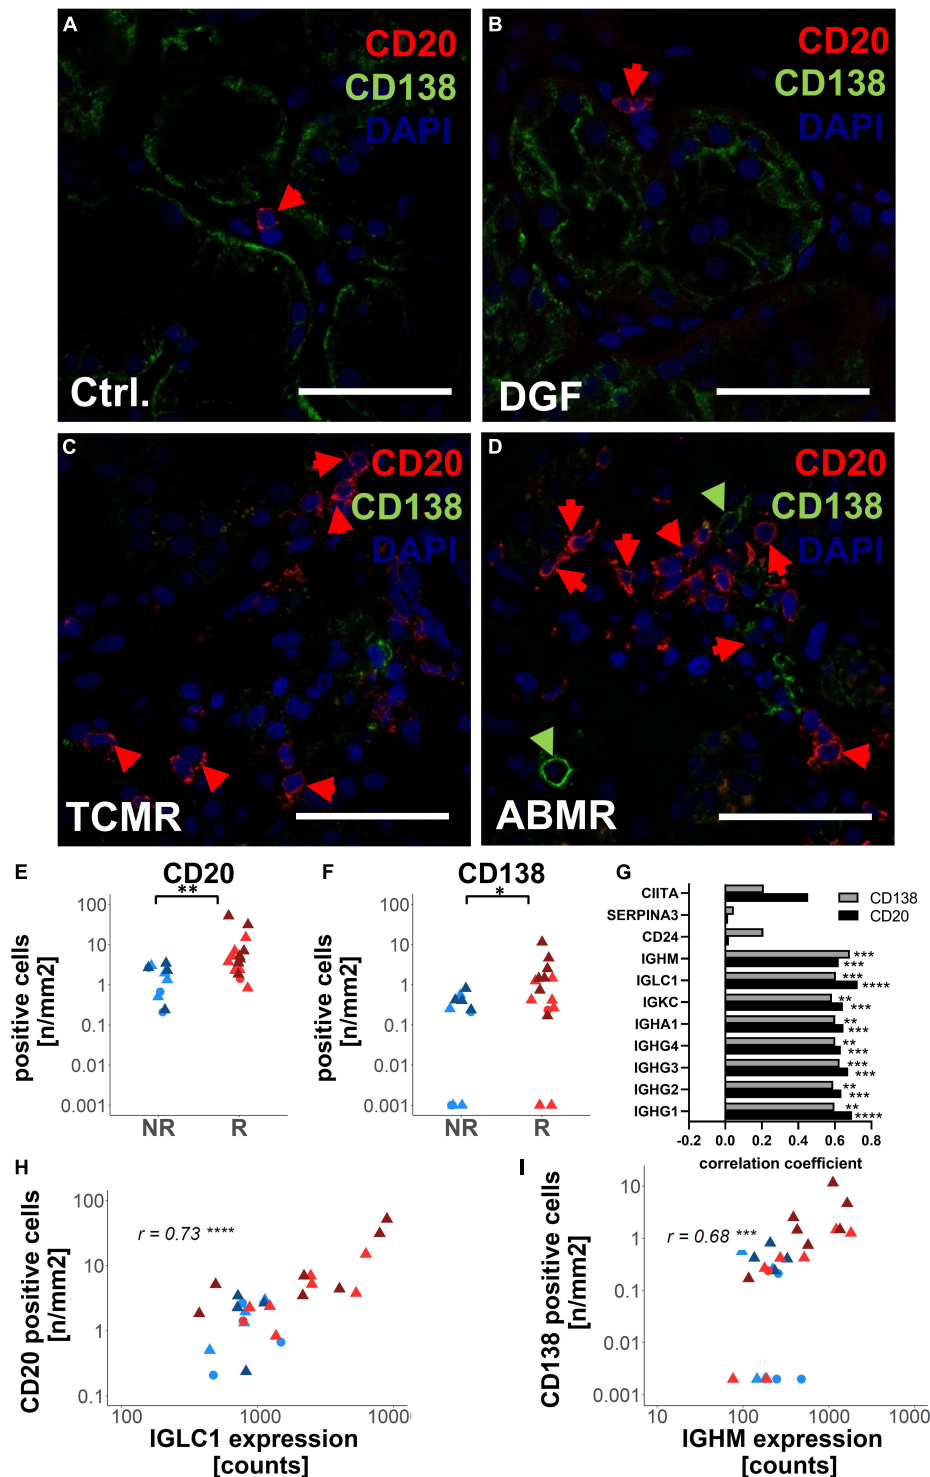 A
CD20
CD138
DAPI
Ctrl.
B
CD20
CD138
DAPI
DGF
C
CD20
CD138
DAPI
TCMR
D
CD20
CD138
DAPI
ABMR
E
CD20
**
positive cells
[n/mm2]
100
10
1
0.1
0.01
0.001
NR R
F
CD138
*
positive cells
[n/mm2]
100
10
1
0.1
0.01
0.001
NR R
G
CD138
CD20
CIITA
SERPINA3
CD24
IGHM *** ***
IGLC1 *** ****
IGKC ** ***
IGHA1 ** ***
IGHG4 ** ***
IGHG3 *** ***
IGHG2 ** ***
IGHG1 ** ****
-0.2 0.0 0.2 0.4 0.6 0.8
correlation coefficient
H
CD20 positive cells
[n/mm2]
100
10
1
0.1
r = 0.73 ****
100 1000 10000
IGLC1 expression
[counts]
I
CD138 positive cells
[n/mm2]
10
1
0.1
0.01
0.001
r = 0.68 ***
10 100 1000 1000
IGHM expression
[counts]